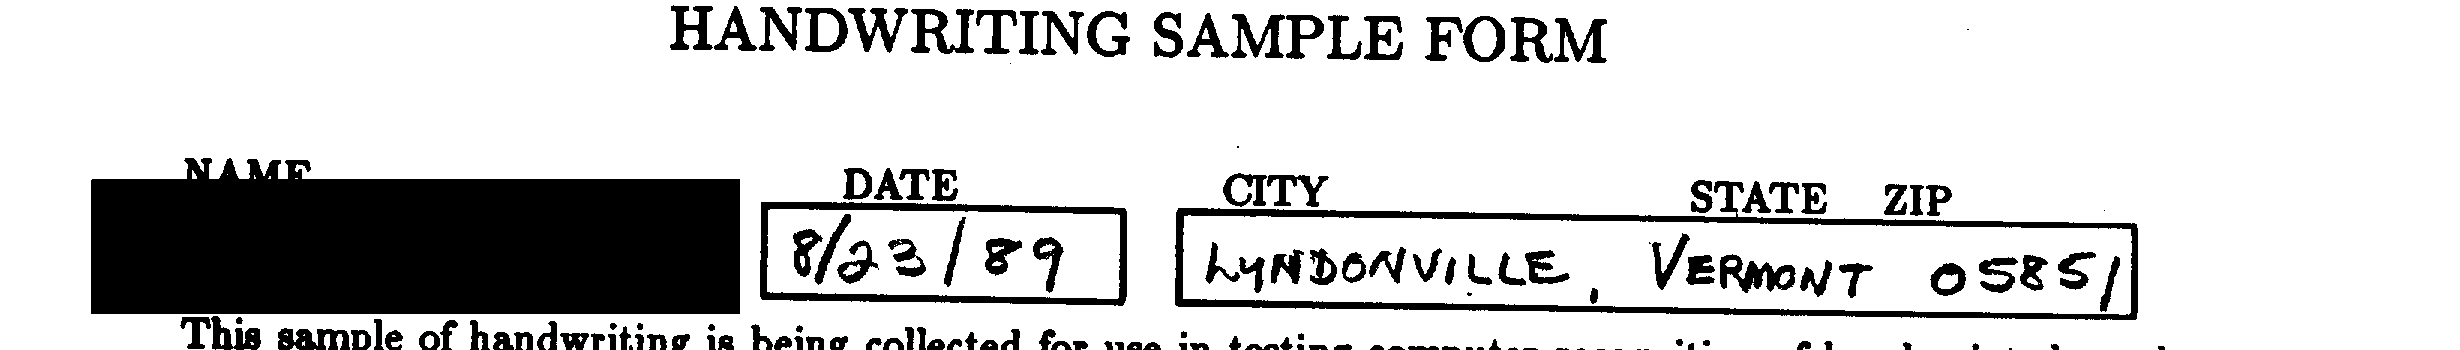 HANDWRITING SAMPLE FORM
NAME DATE CITY STATE ZIP
8/23/89 LYNDONVILLE, VERMONT 05851
This sample of handwriting is being collected for use in testing computer